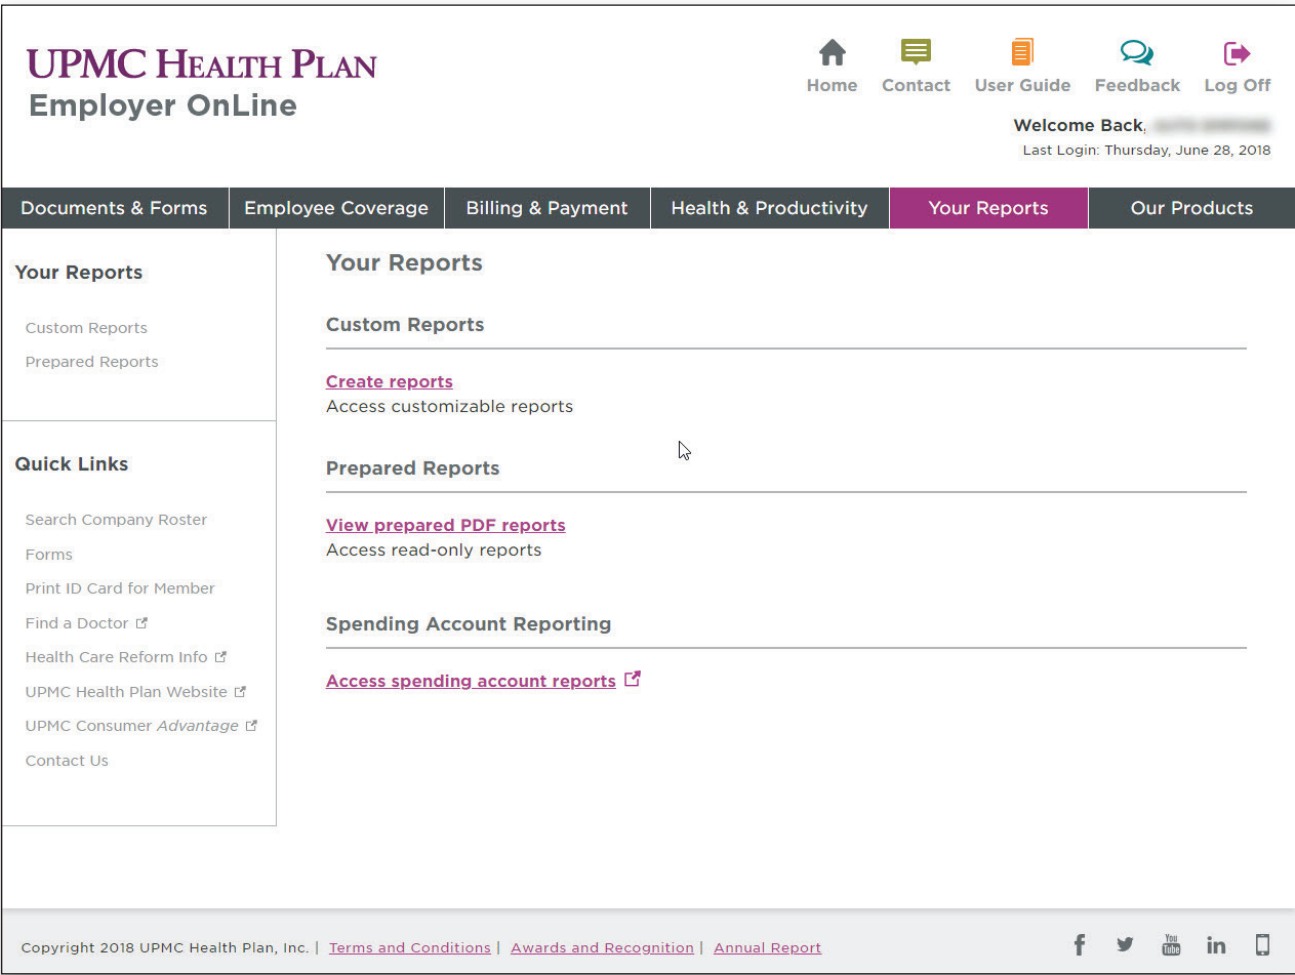 UPMC HEALTH PLAN
Employer OnLine
Home
Contact
User Guide
Feedback
Log Off
Welcome Back,
Last Login: Thursday, June 28, 2018
Documents & Forms
Employee Coverage
Billing & Payment
Health & Productivity
Your Reports
Our Products
Your Reports
Custom Reports
Prepared Reports
Quick Links
Search Company Roster
Forms
Print ID Card for Member
Find a Doctor
Health Care Reform Info
UPMC Health Plan Website
UPMC Consumer Advantage
Contact Us
Your Reports
Custom Reports
Create reports
Access customizable reports
Prepared Reports
View prepared PDF reports
Access read-only reports
Spending Account Reporting
Access spending account reports
Copyright 2018 UPMC Health Plan, Inc. | Terms and Conditions | Awards and Recognition | Annual Report
f
You
Tube
in